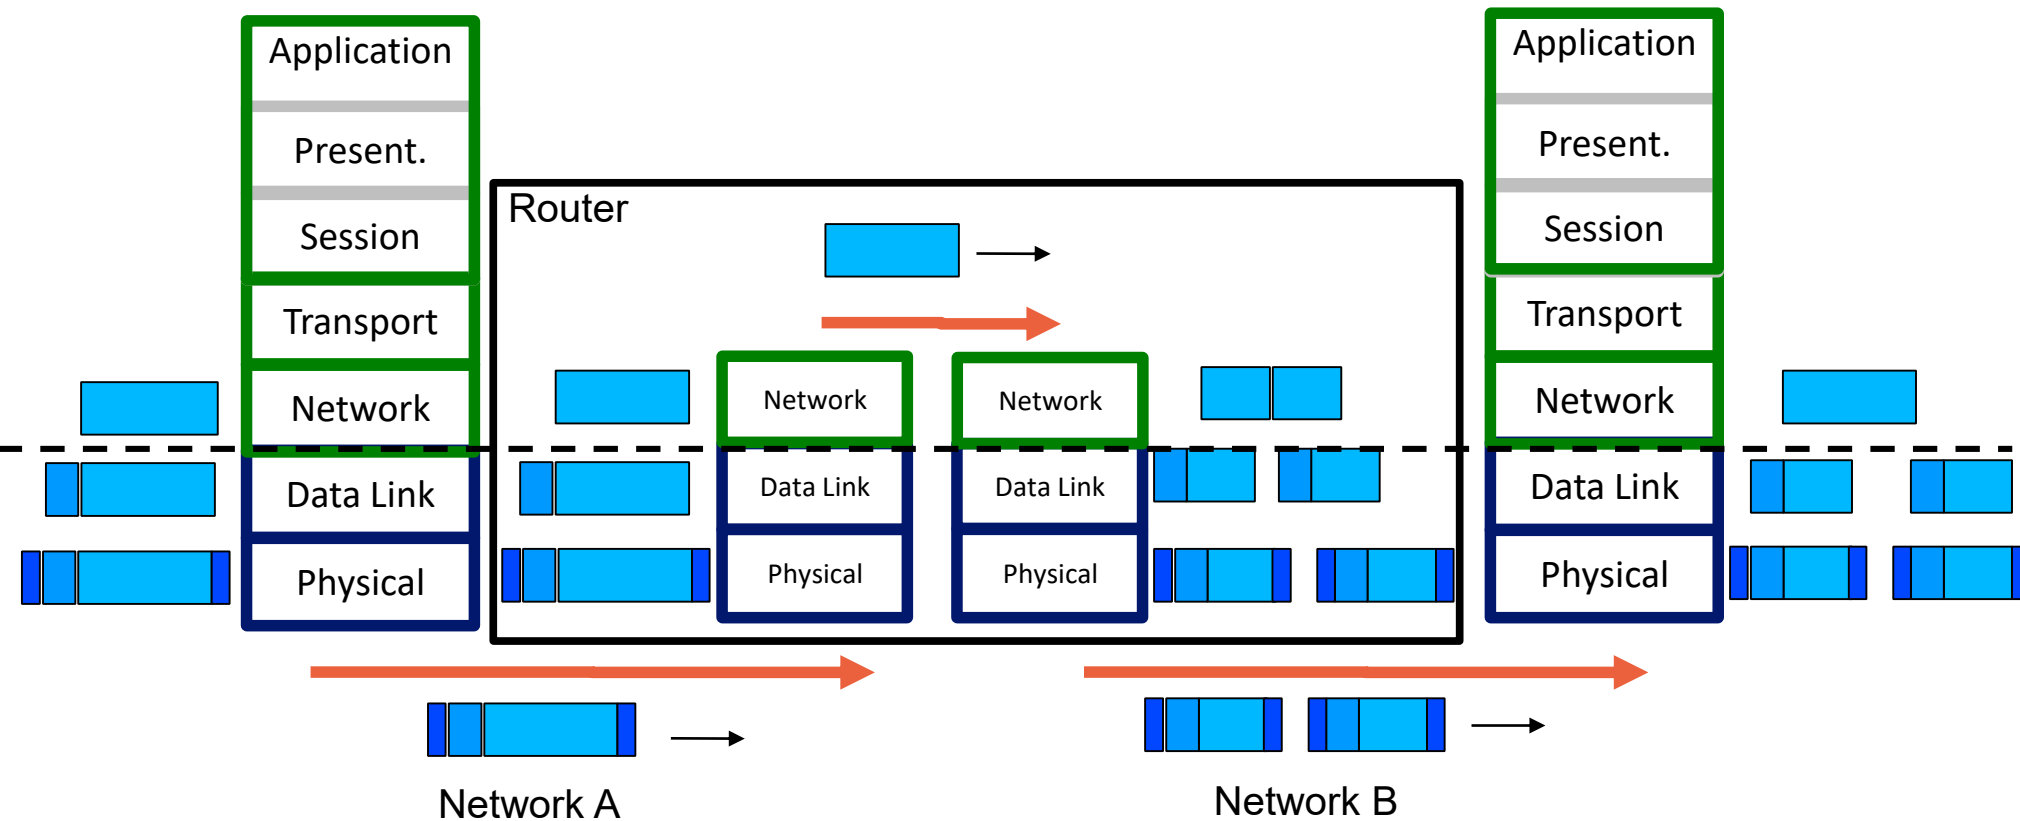 Application
Present.
Session
Transport
Network
Data Link
Physical
Router
Network
Data Link
Physical
Network
Data Link
Physical
Application
Present.
Session
Transport
Network
Data Link
Physical
Network A
Network B